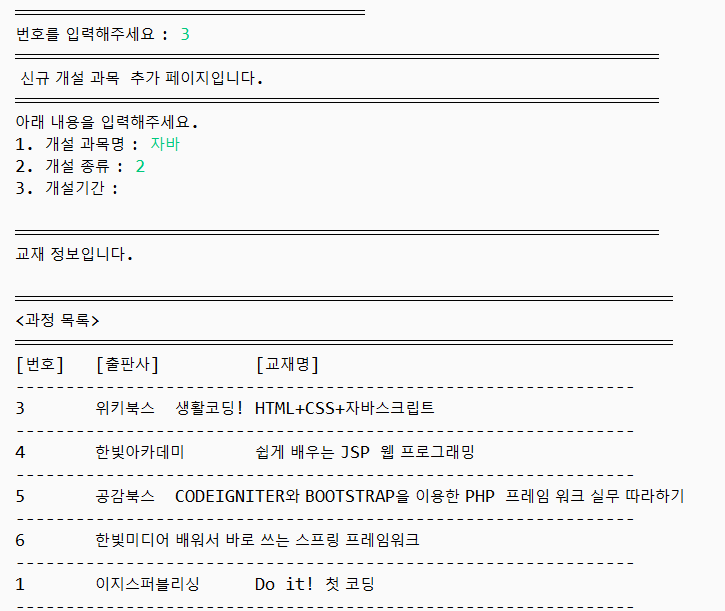 번호를 입력해주세요 : 3
신규 개설 과목 추가 페이지입니다.
아래 내용을 입력해주세요.
1. 개설 과목명 : 자바
2. 개설 종류 : 2
3. 개설기간 :
교재 정보입니다.
<과정 목록>
[번호] [출판사] [교재명]
3 위키북스 생활코딩! HTML+CSS+자바스크립트
4 한빛아카데미 쉽게 배우는 JSP 웹 프로그래밍
5 공감북스 CODEIGNITER와 BOOTSTRAP을 이용한 PHP 프레임 워크 실무 따라하기
6 한빛미디어 배워서 바로 쓰는 스프링 프레임워크
1 이지스퍼블리싱 Do it! 첫 코딩